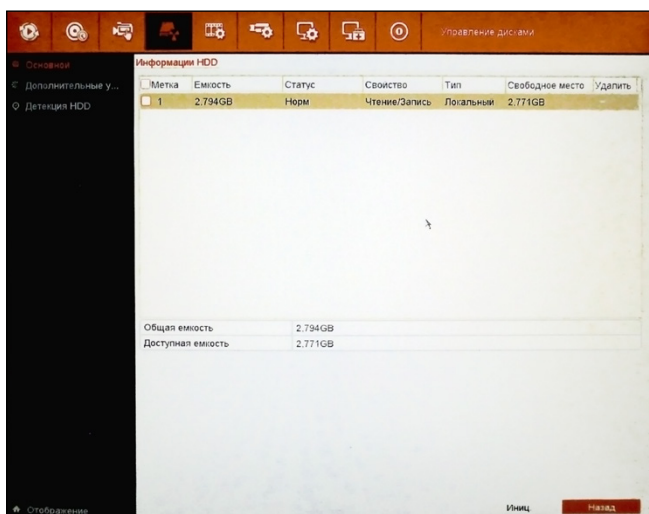 Управление дисками
Основной
Дополнительные у...
Детекция HDD
Информации HDD
Метка Емкость Статус Свойство Тип Свободное место Удалить
1 2.794GB Норм Чтение/Запись Локальный 2.771GB –
Общая емкость 2.794GB
Доступная емкость 2.771GB
Отображение
Иниц Назад